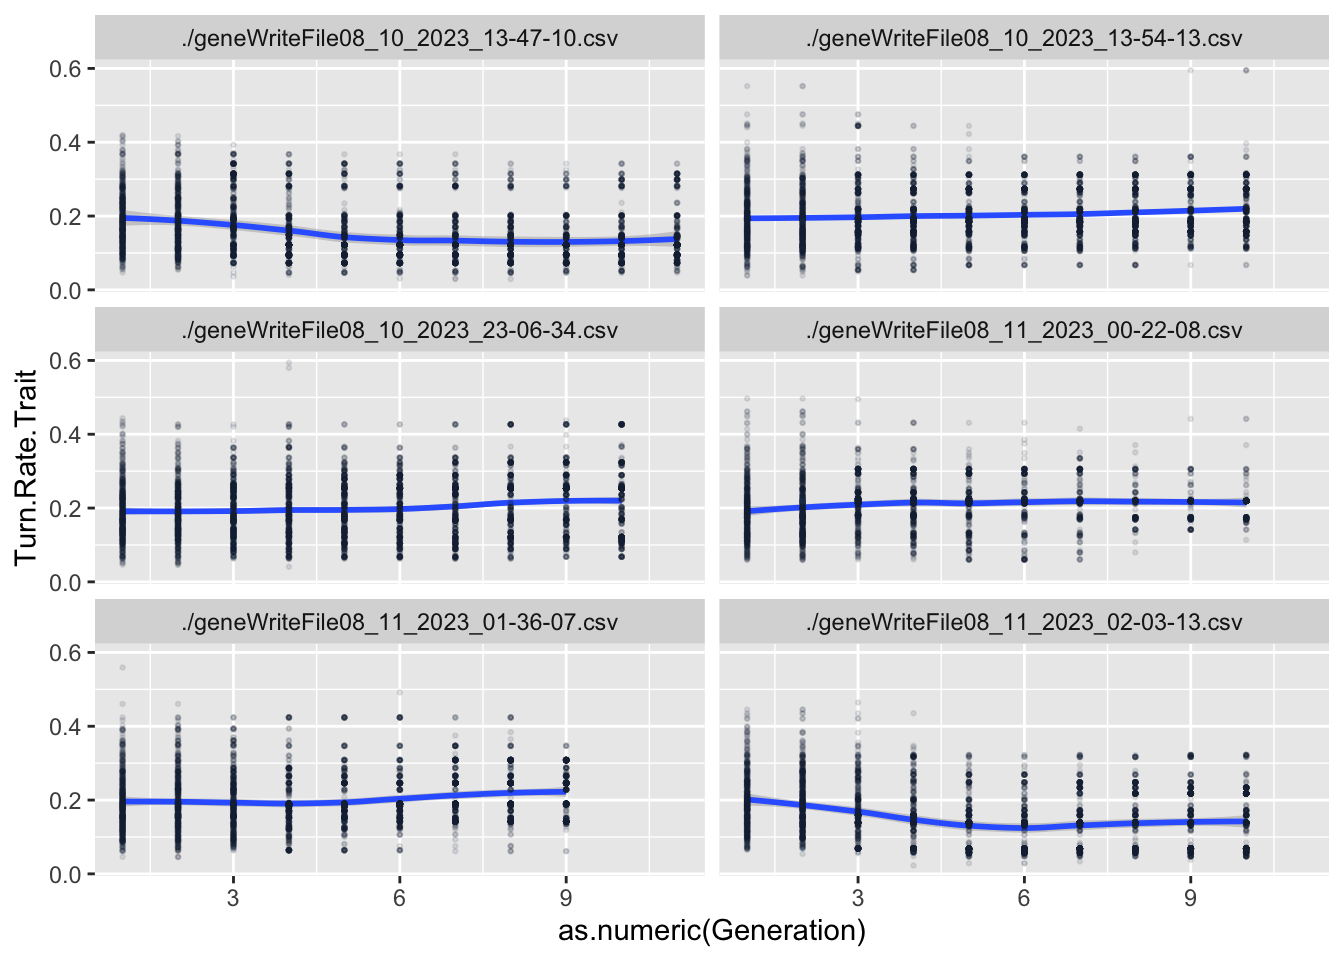 ./geneWriteFile08_10_2023_13-47-10.csv
./geneWriteFile08_10_2023_13-54-13.csv
0.6
0.4
0.2
0.0
./geneWriteFile08_10_2023_23-06-34.csv
./geneWriteFile08_11_2023_00-22-08.csv
0.6
0.4
0.2
0.0
Turn.Rate.Trait
./geneWriteFile08_11_2023_01-36-07.csv
./geneWriteFile08_11_2023_02-03-13.csv
0.6
0.4
0.2
0.0
3 6 9 3 6 9
as.numeric(Generation)